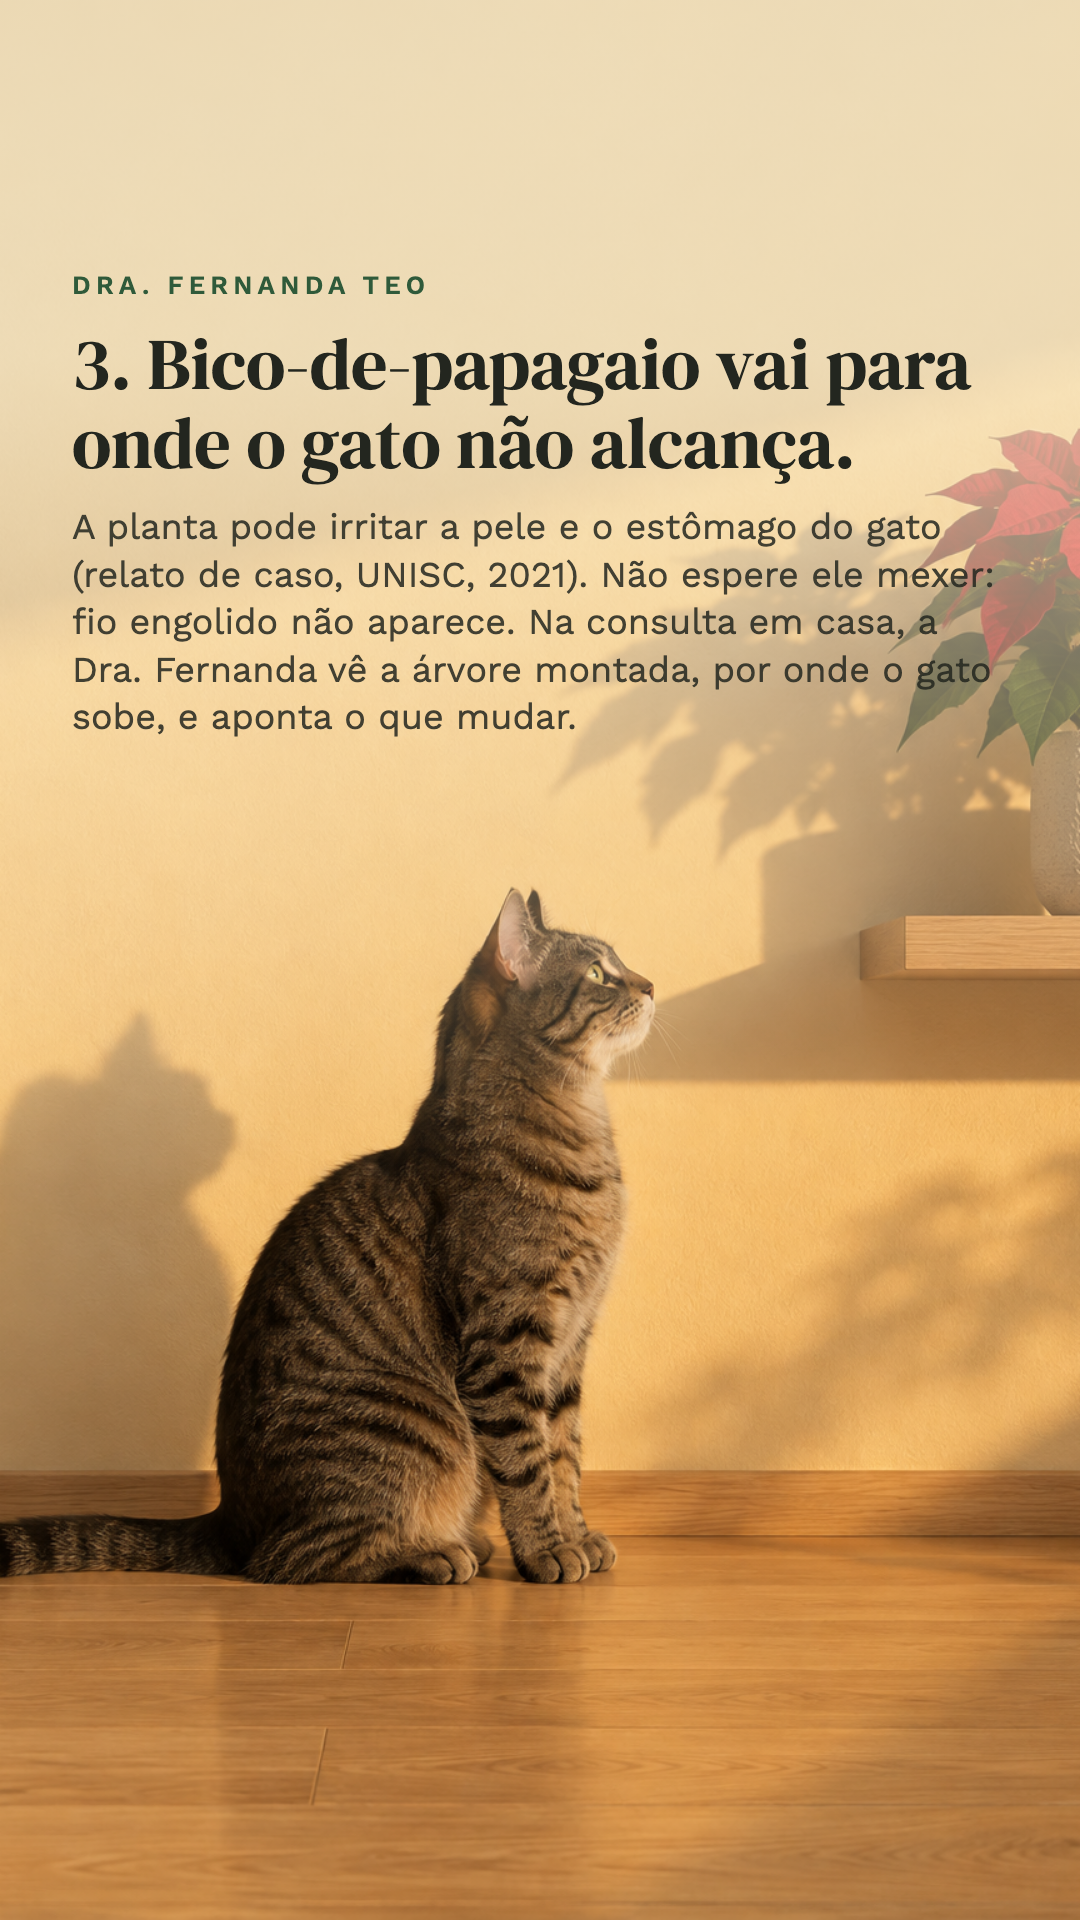 DRA. FERNANDA TEO
3. Bico-de-papagaio vai para
onde o gato não alcança.
A planta pode irritar a pele e o estômago do gato
(relato de caso, UNISC, 2021). Não espere ele mexer:
fio engolido não aparece. Na consulta em casa, a
Dra. Fernanda vê a árvore montada, por onde o gato
sobe, e aponta o que mudar.